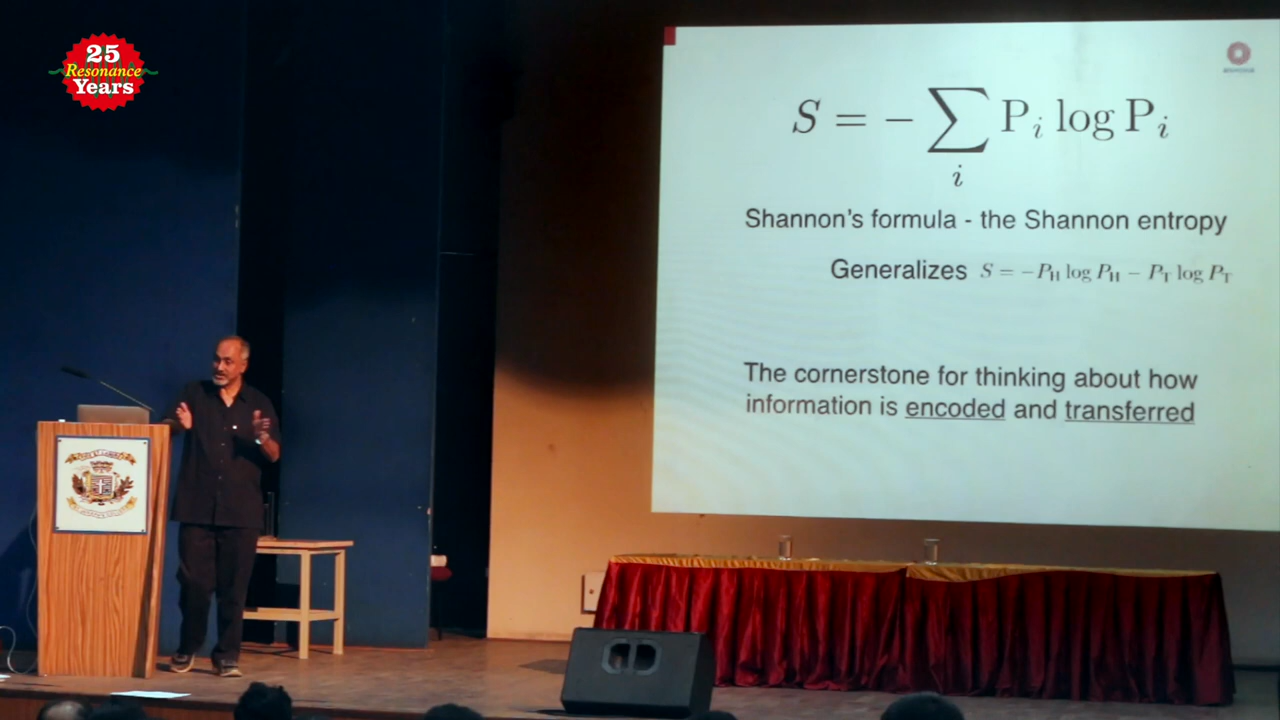 25
Resonance
Years
S = − ∑ P_i log P_i
i
Shannon's formula - the Shannon entropy
Generalizes S = −P_H log P_H − P_T log P_T
The cornerstone for thinking about how
information is encoded and transferred